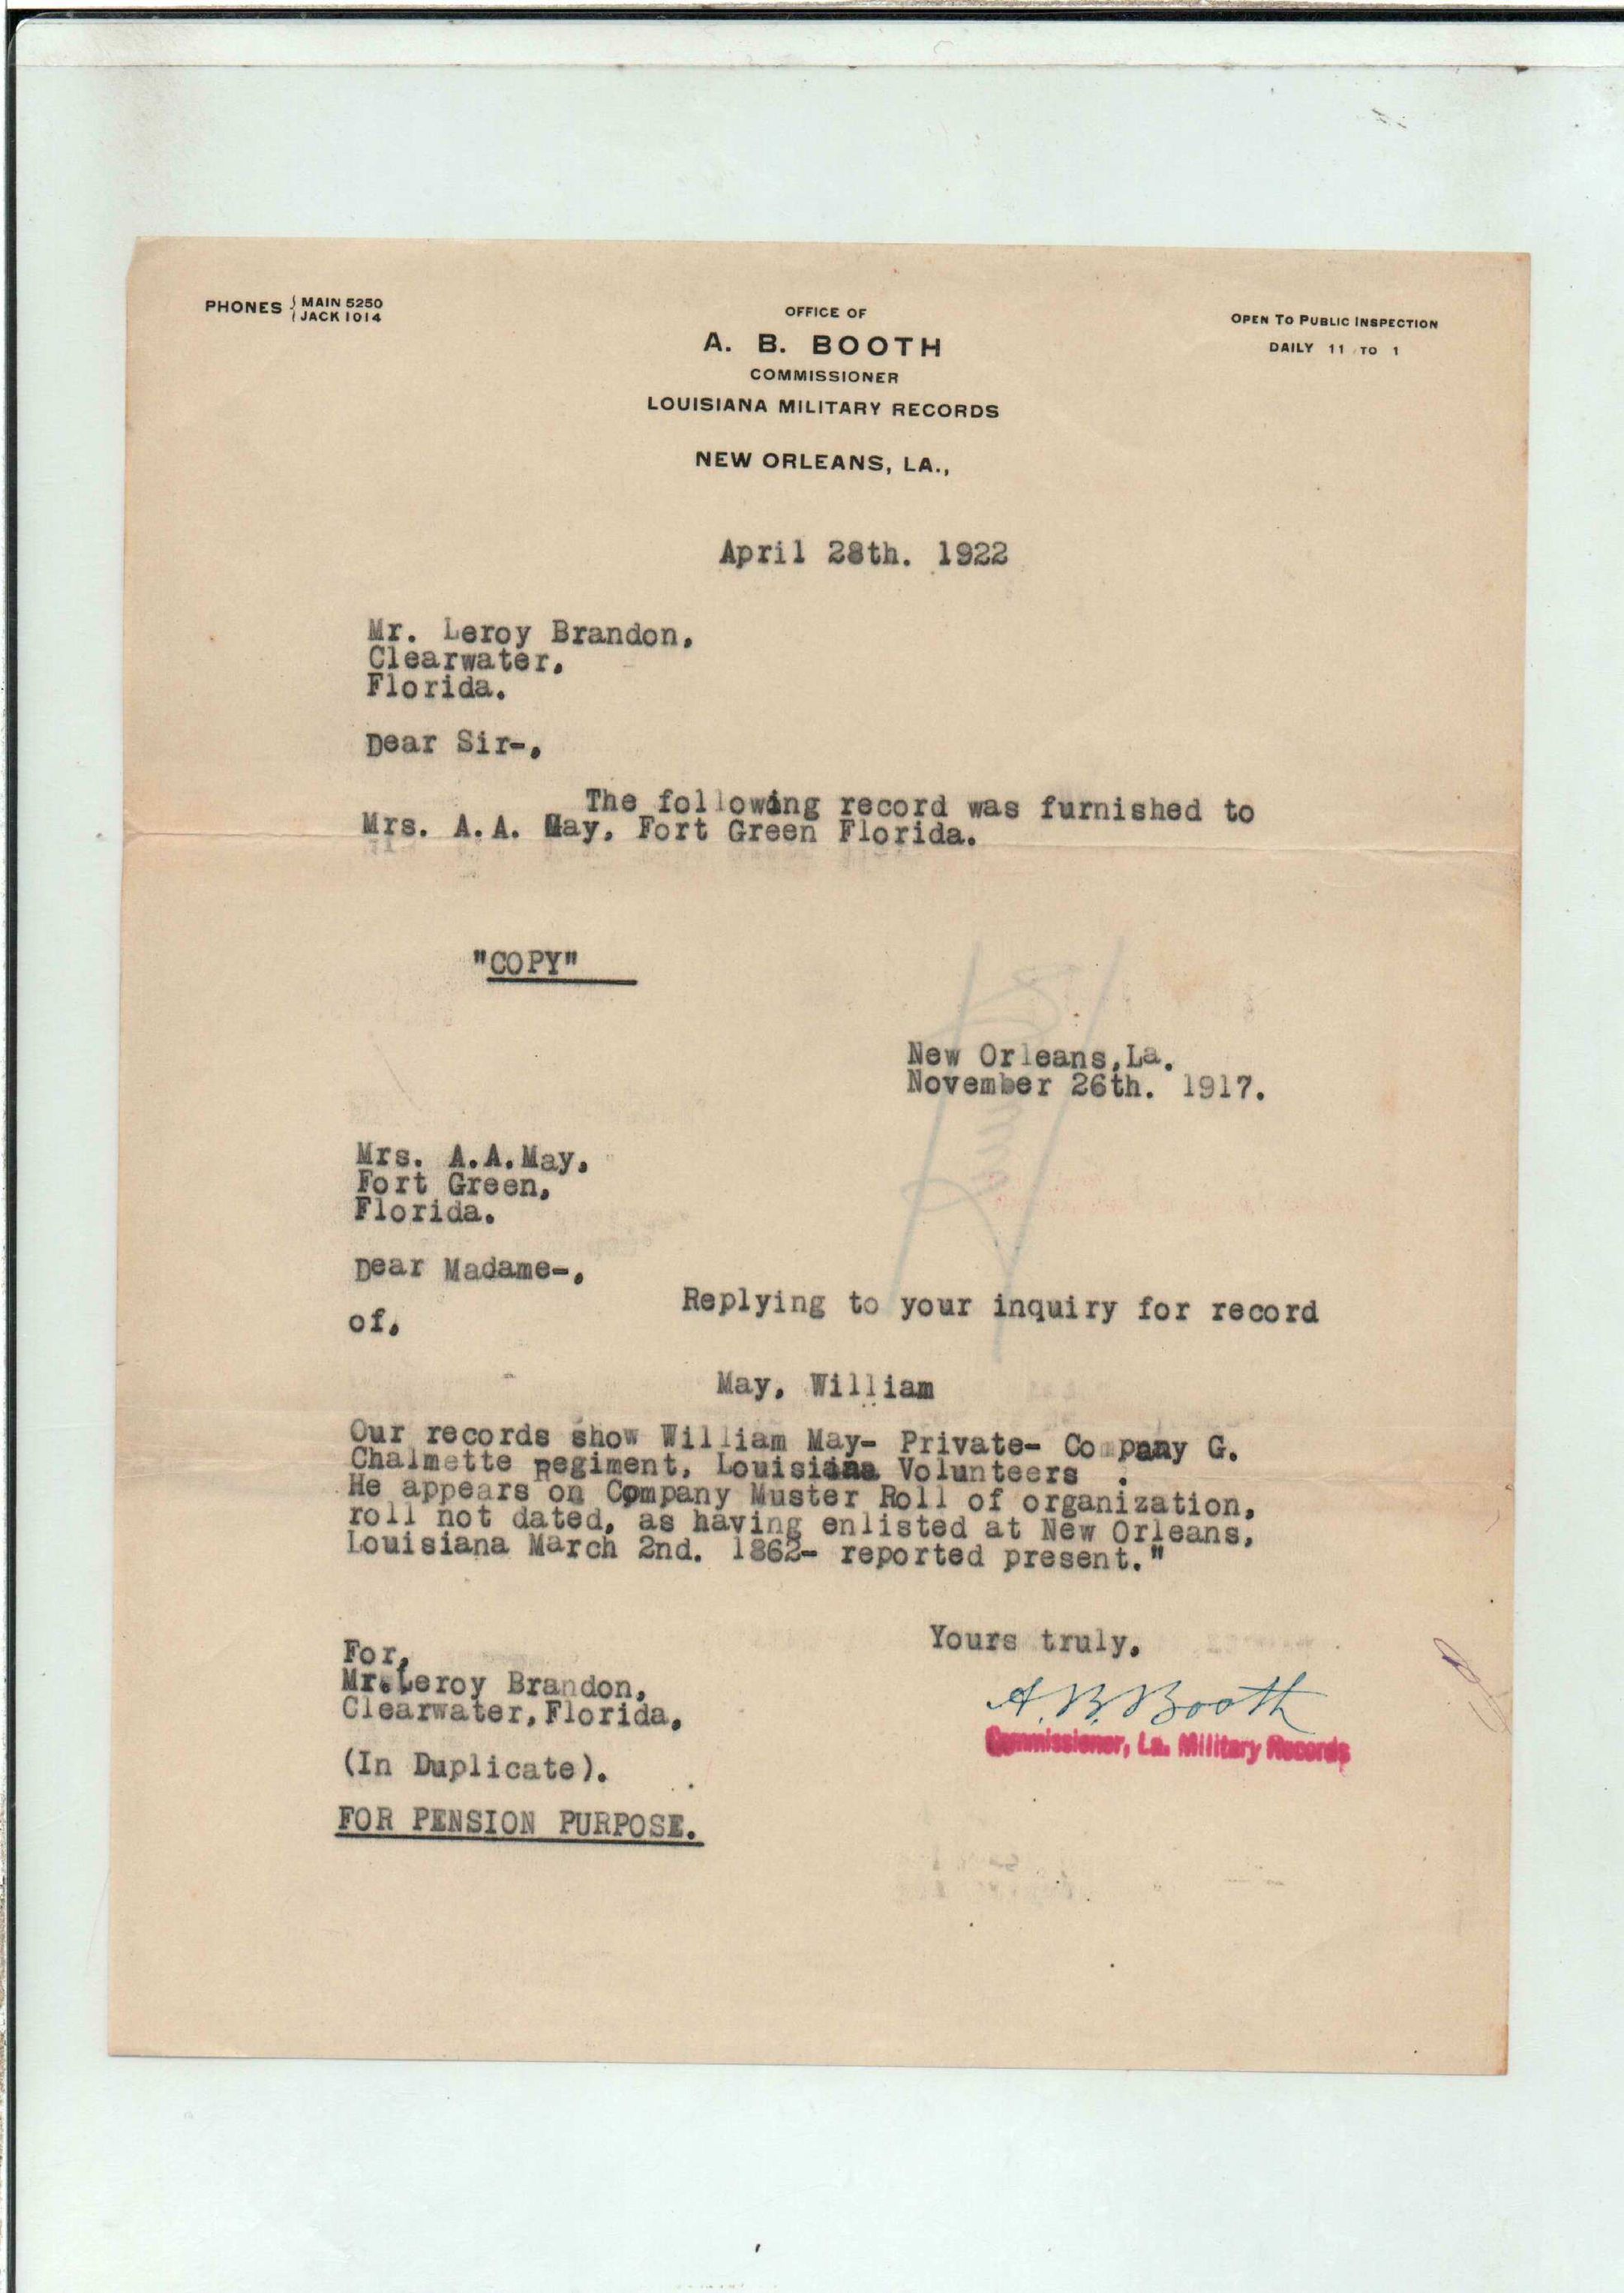 PHONES { MAIN 5250
JACK 1014
OFFICE OF
A. B. BOOTH
COMMISSIONER
LOUISIANA MILITARY RECORDS
NEW ORLEANS, LA.,
OPEN TO PUBLIC INSPECTION
DAILY 11 TO 1
April 28th. 1922
Mr. Leroy Brandon,
Clearwater,
Florida.
Dear Sir-,
The following record was furnished to
Mrs. A.A. May, Fort Green Florida.
"COPY"
New Orleans,La.
November 26th. 1917.
Mrs. A.A.May,
Fort Green,
Florida.
Dear Madame-,
Replying to your inquiry for record
of,
May, William
Our records show William May- Private- Company G.
Chalmette Regiment, Louisiana Volunteers .
He appears on Company Muster Roll of organization,
roll not dated, as having enlisted at New Orleans,
Louisiana March 2nd. 1862- reported present."
Yours truly,
A. B. Booth
Commissioner, La. Military Records
For,
Mr.Leroy Brandon,
Clearwater,Florida,
(In Duplicate).
FOR PENSION PURPOSE.